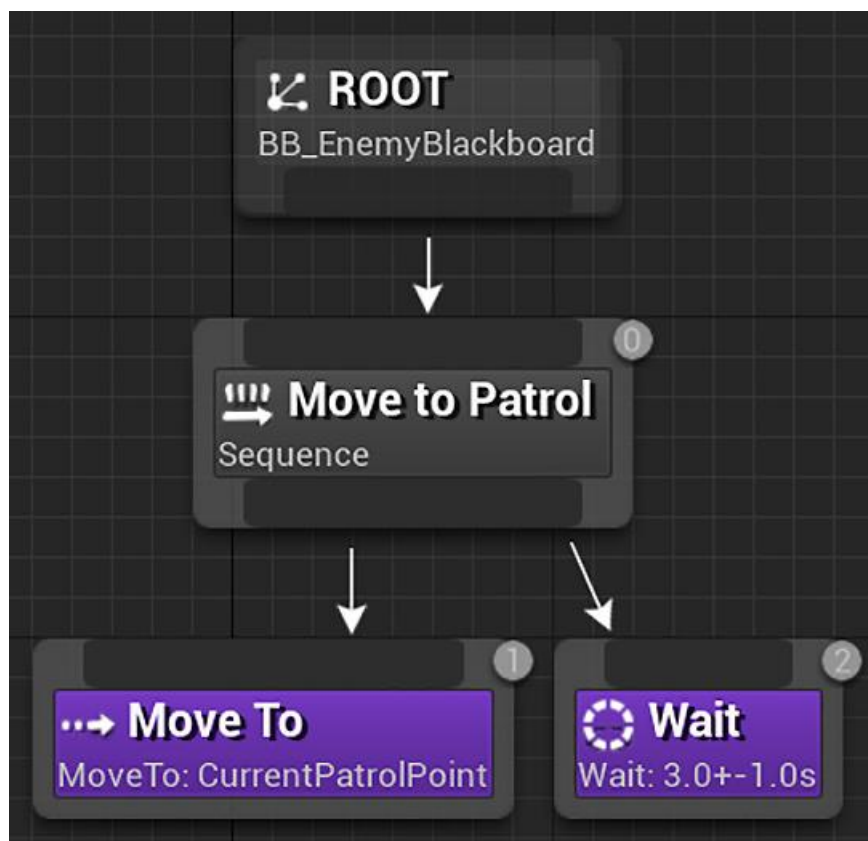 ROOT
BB_EnemyBlackboard
0
Move to Patrol
Sequence
1
Move To
MoveTo: CurrentPatrolPoint
2
Wait
Wait: 3.0+-1.0s